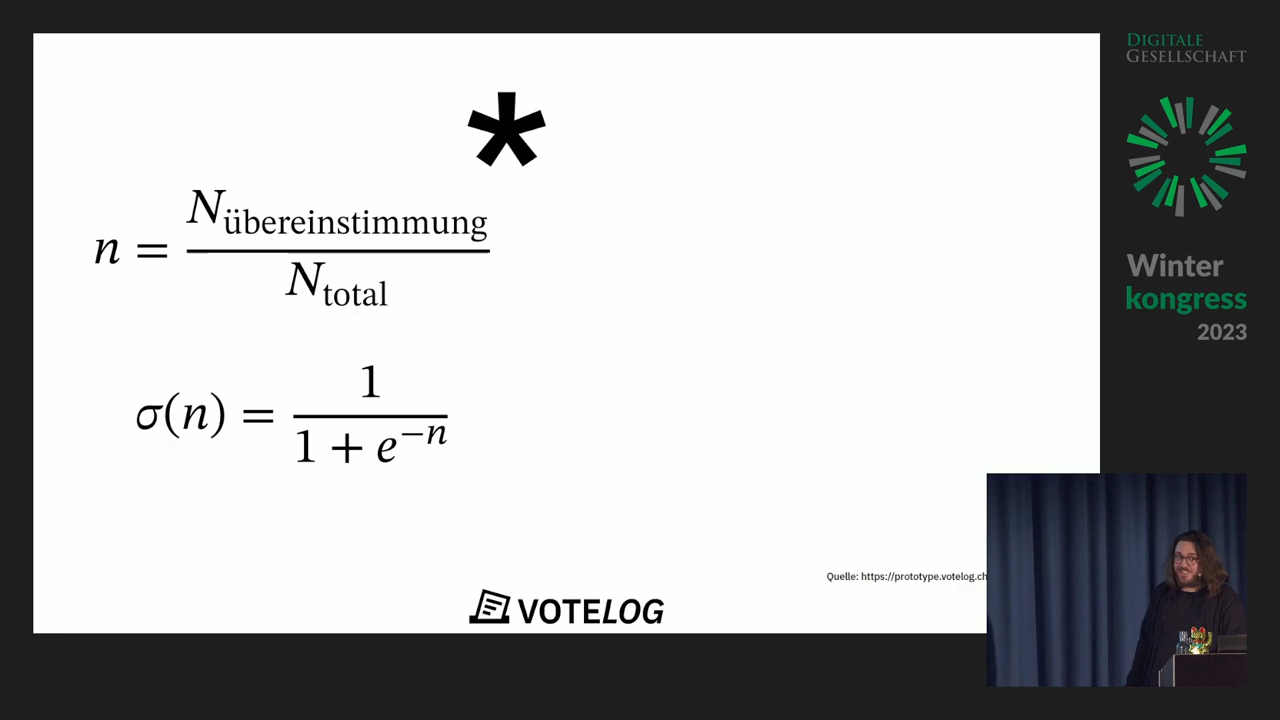 *
n = N_übereinstimmung / N_total
σ(n) = 1 / (1 + e^{−n})
Quelle: https://prototype.votelog.ch
VOTELOG
DIGITALE
GESELLSCHAFT
Winter
kongress
2023